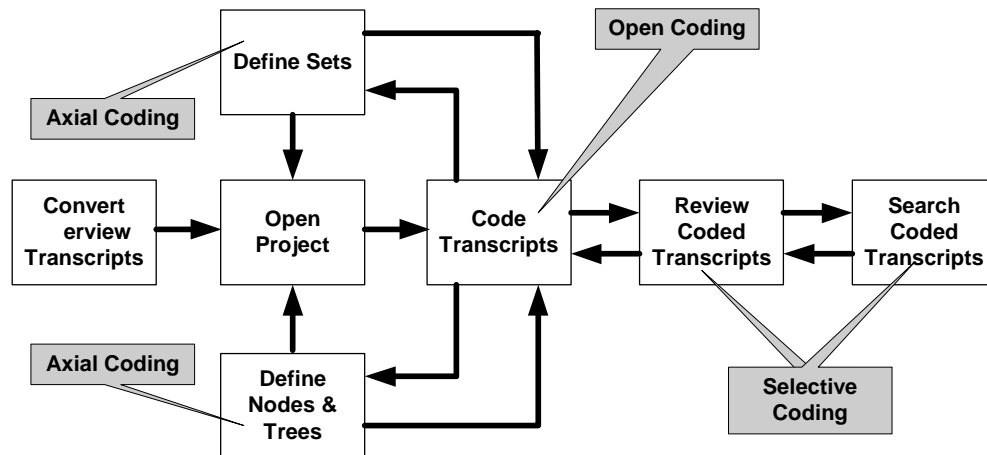 Open Coding
Define Sets
Axial Coding
Convert
erview
Transcripts
Open
Project
Code
Transcripts
Review
Coded
Transcripts
Search
Coded
Transcripts
Axial Coding
Define
Nodes &
Trees
Selective
Coding